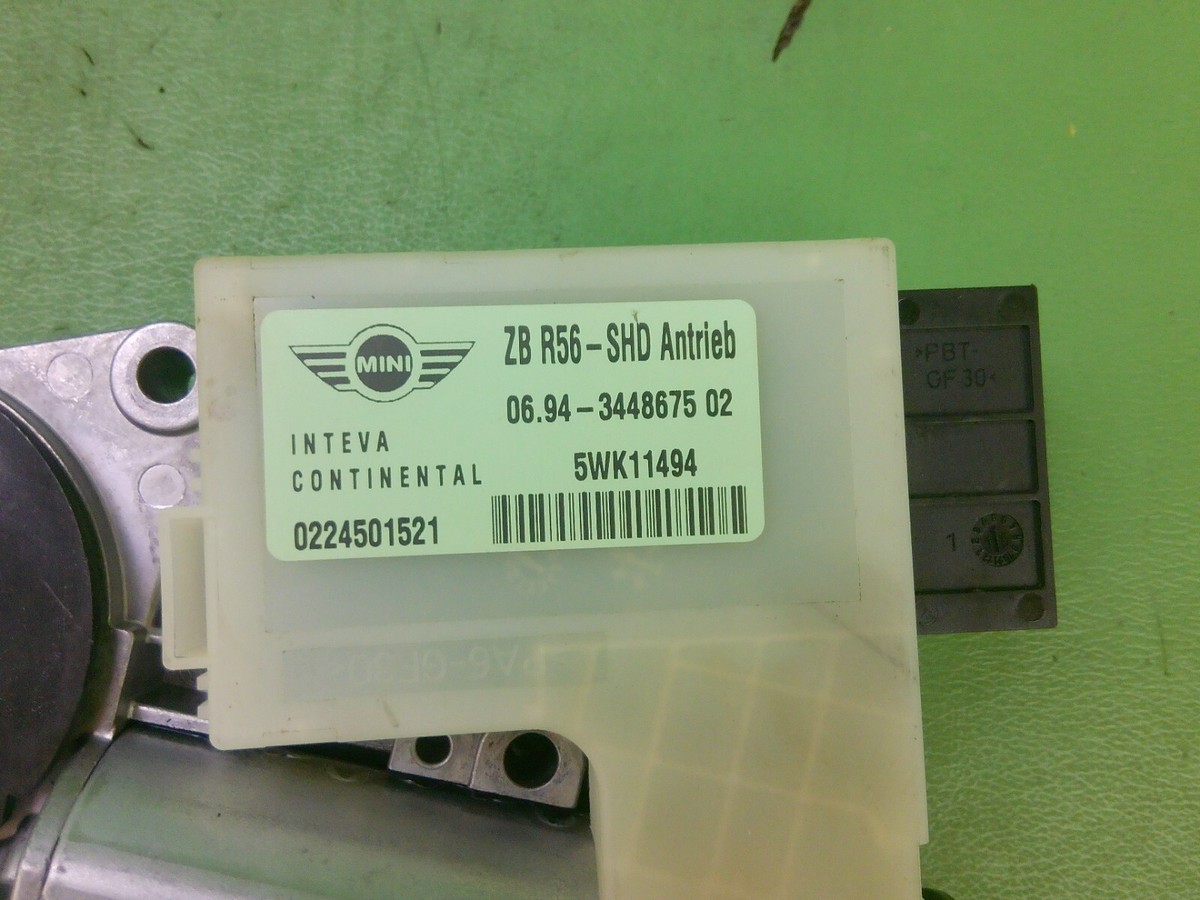 MINI
ZB R56-SHD Antrieb
06.94-3448675 02
INTEVA
CONTINENTAL
5WK11494
0224501521
>PBT-
GF30<
1